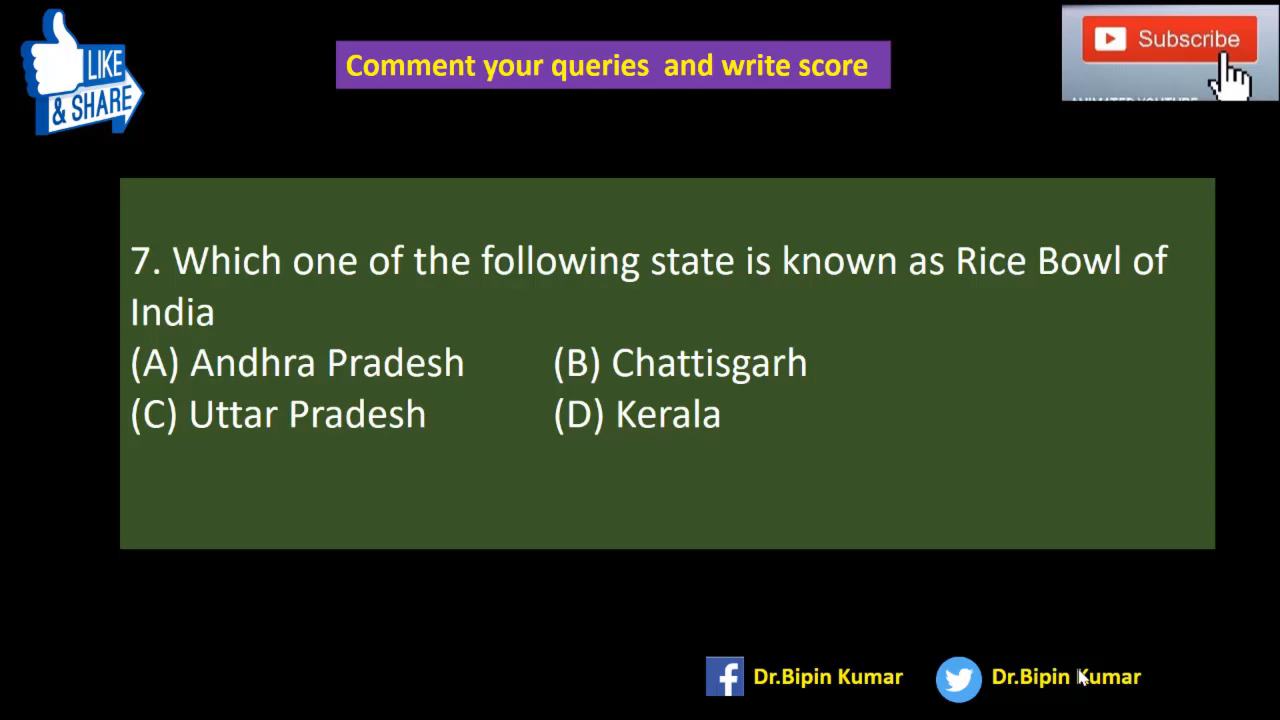 LIKE
& SHARE
Comment your queries and write score
Subscribe
7. Which one of the following state is known as Rice Bowl of
India
(A) Andhra Pradesh (B) Chattisgarh
(C) Uttar Pradesh (D) Kerala
Dr.Bipin Kumar Dr.Bipin Kumar